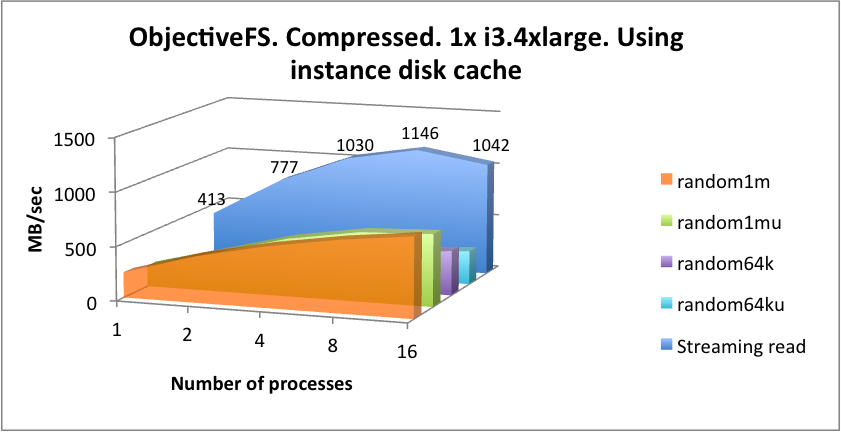 ObjectiveFS. Compressed. 1x i3.4xlarge. Using
instance disk cache
1500
1000
500
0
MB/sec
413
777
1030
1146
1042
1
2
4
8
16
Number of processes
random1m
random1mu
random64k
random64ku
Streaming read